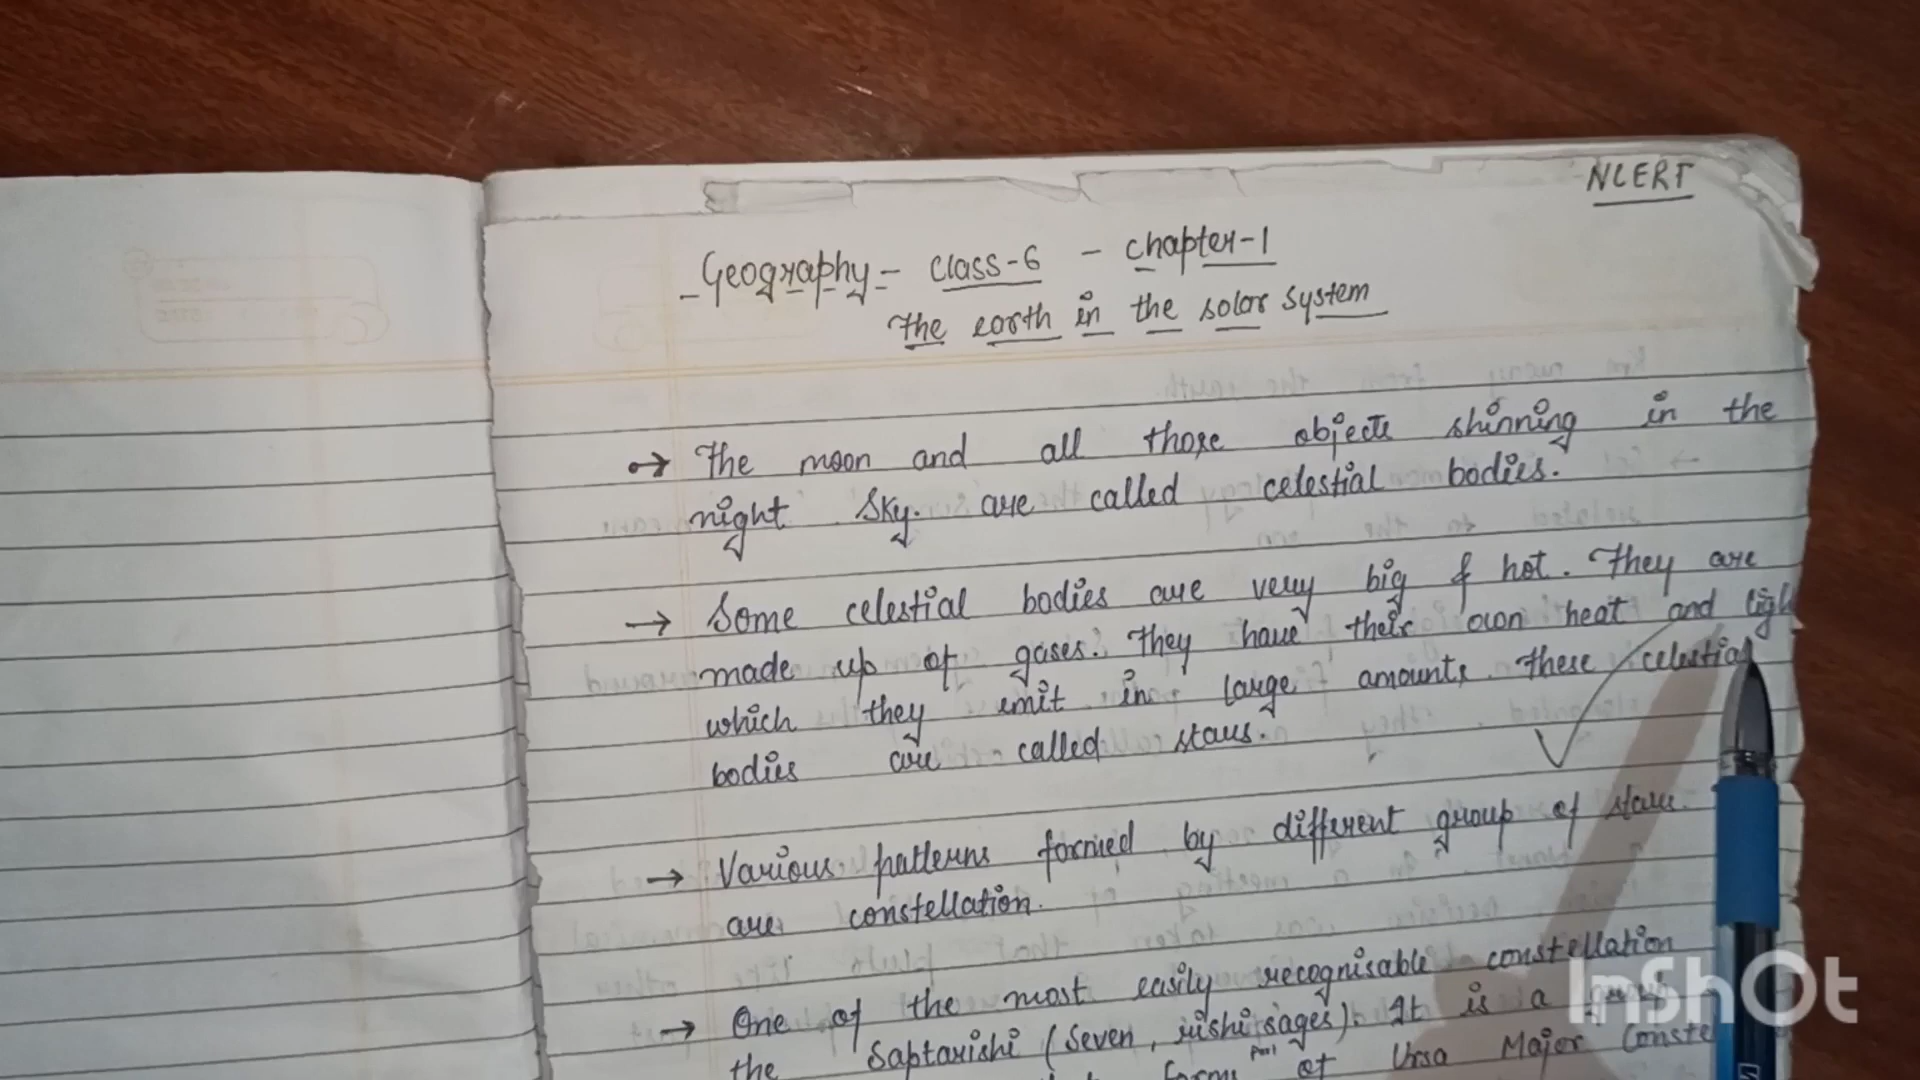 NCERT
Geography - class-6 - chapter-1
The earth in the solar system
→ The moon and all those objects shinning in the
night sky. are called celestial bodies.
→ Some celestial bodies are very big & hot. They are
made up of gases. They have their own heat and ligh
which they emit in large amounts. These celestial
bodies are called stars.
→ Various patterns formed by different group of stars.
are constellation.
→ One of the most easily recognisable constellation
the Saptarishi (Seven, rishi sages). It is a group
forms part of Ursa Major Conste
InShOt